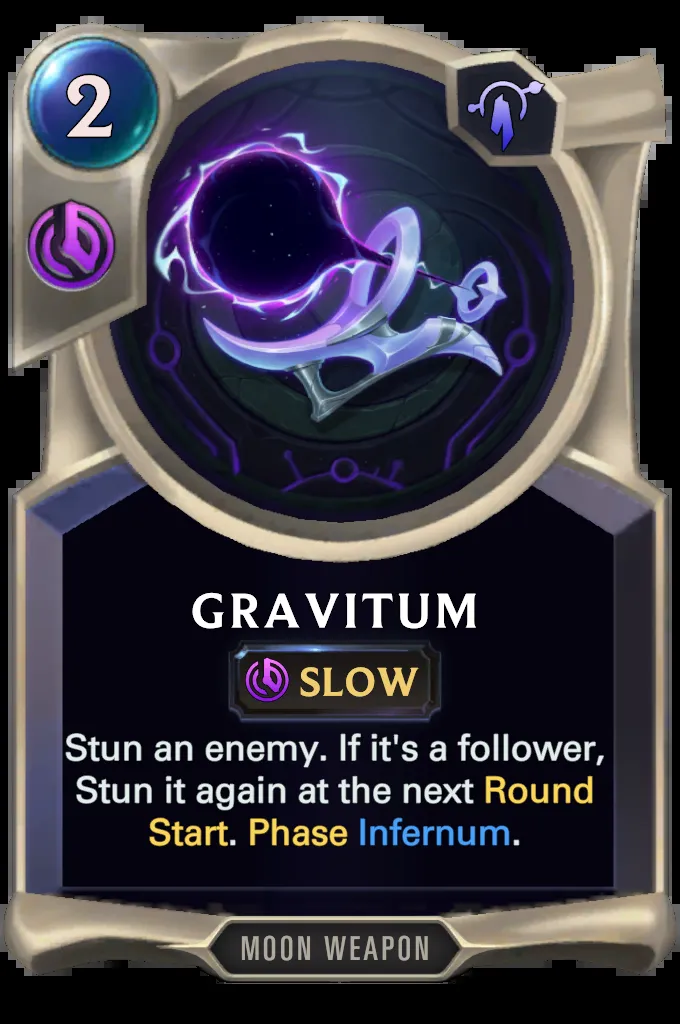 2
GRAVITUM
SLOW
Stun an enemy. If it's a follower,
Stun it again at the next Round
Start. Phase Infernum.
MOON WEAPON